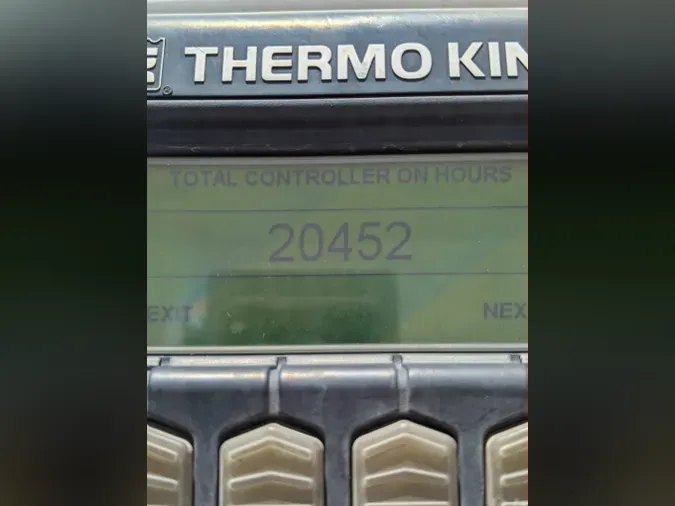 THERMO KIN
TOTAL CONTROLLER ON HOURS
20452
EXIT
NEX